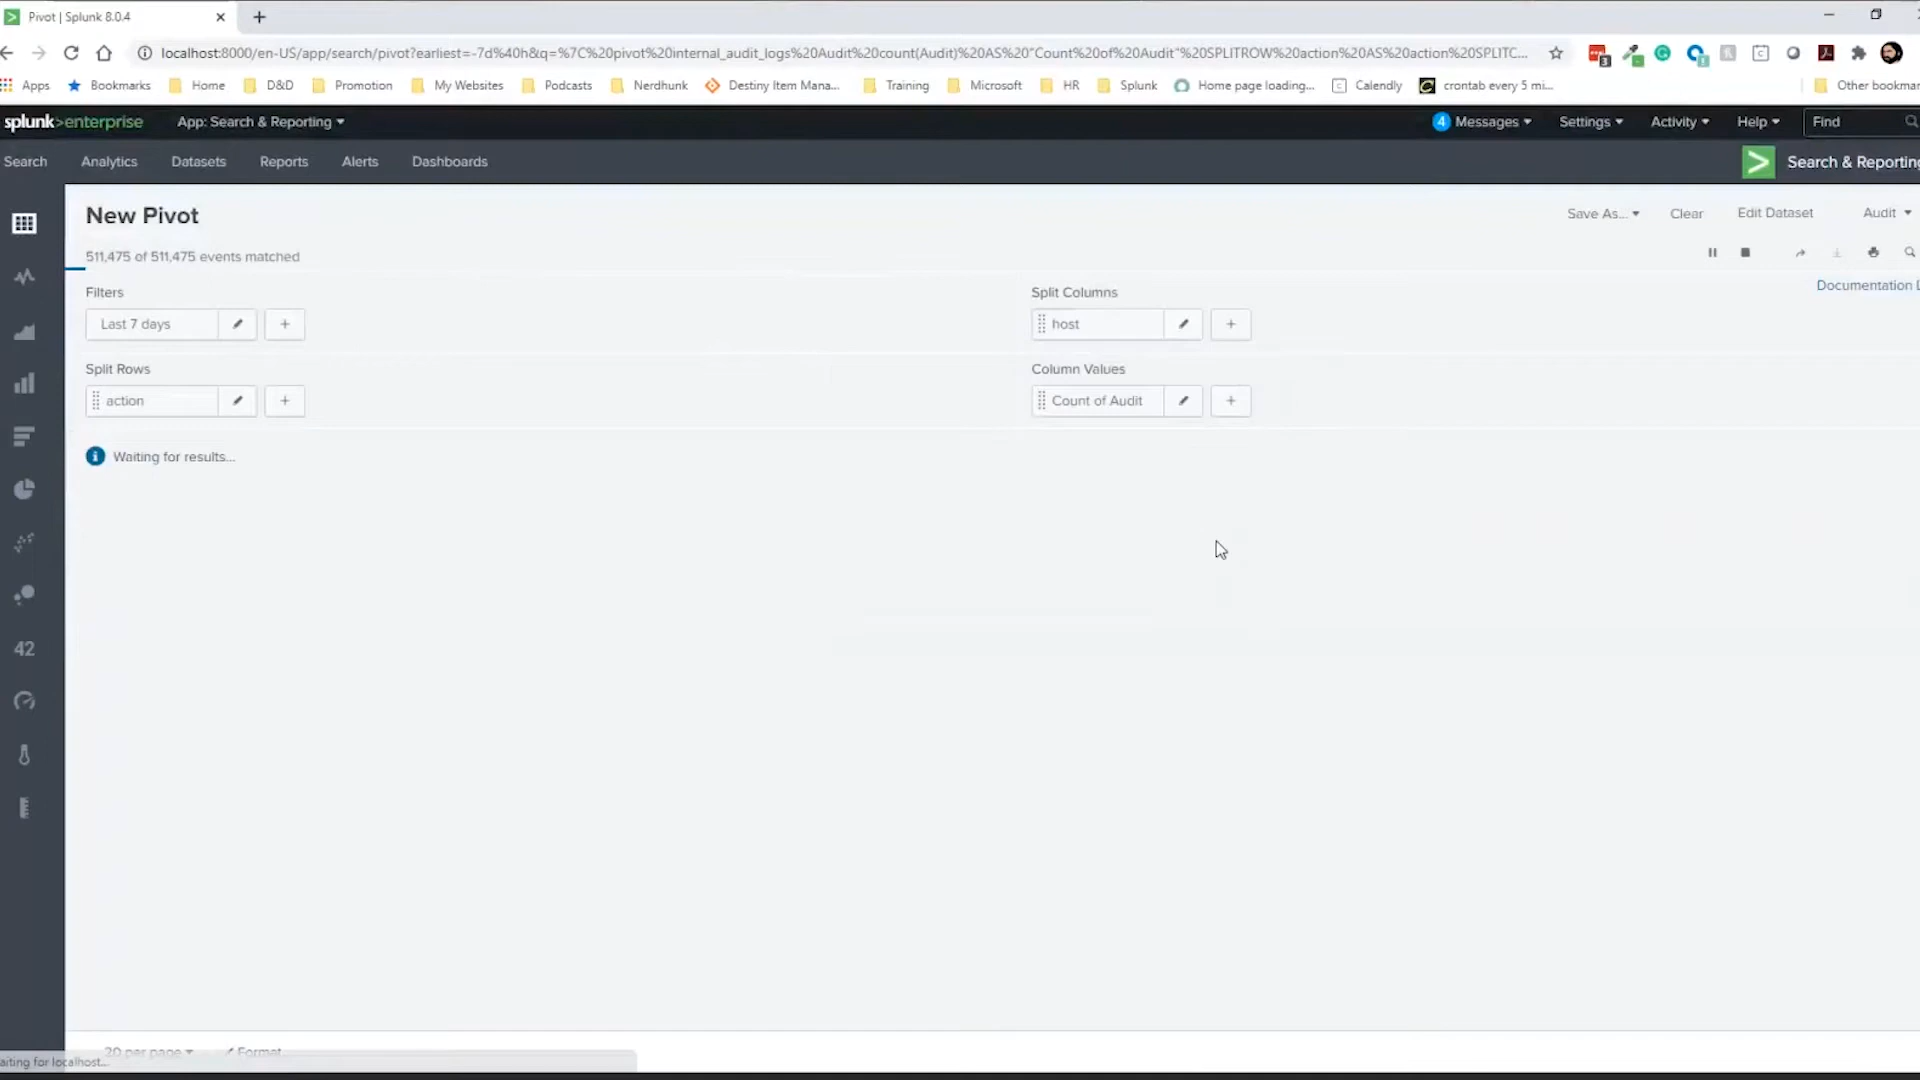 Pivot | Splunk 8.0.4
localhost:8000/en-US/app/search/pivot?earliest=-7d%40h&q=%7C%20pivot%20internal_audit_logs%20Audit%20count(Audit)%20AS%20"Count%20of%20Audit"%20SPLITROW%20action%20AS%20action%20SPLITC...
Apps Bookmarks Home D&D Promotion My Websites Podcasts Nerdhunk Destiny Item Mana... Training Microsoft HR Splunk Home page loading... Calendly crontab every 5 mi... Other bookmar
splunk>enterprise App: Search & Reporting 4 Messages Settings Activity Help Find
Search Analytics Datasets Reports Alerts Dashboards Search & Reporting
New Pivot Save As... Clear Edit Dataset Audit
511,475 of 511,475 events matched
Documentation
Filters Split Columns
Last 7 days + host +
Split Rows Column Values
action + Count of Audit +
Waiting for results...
42
20 per page Format
aiting for localhost...